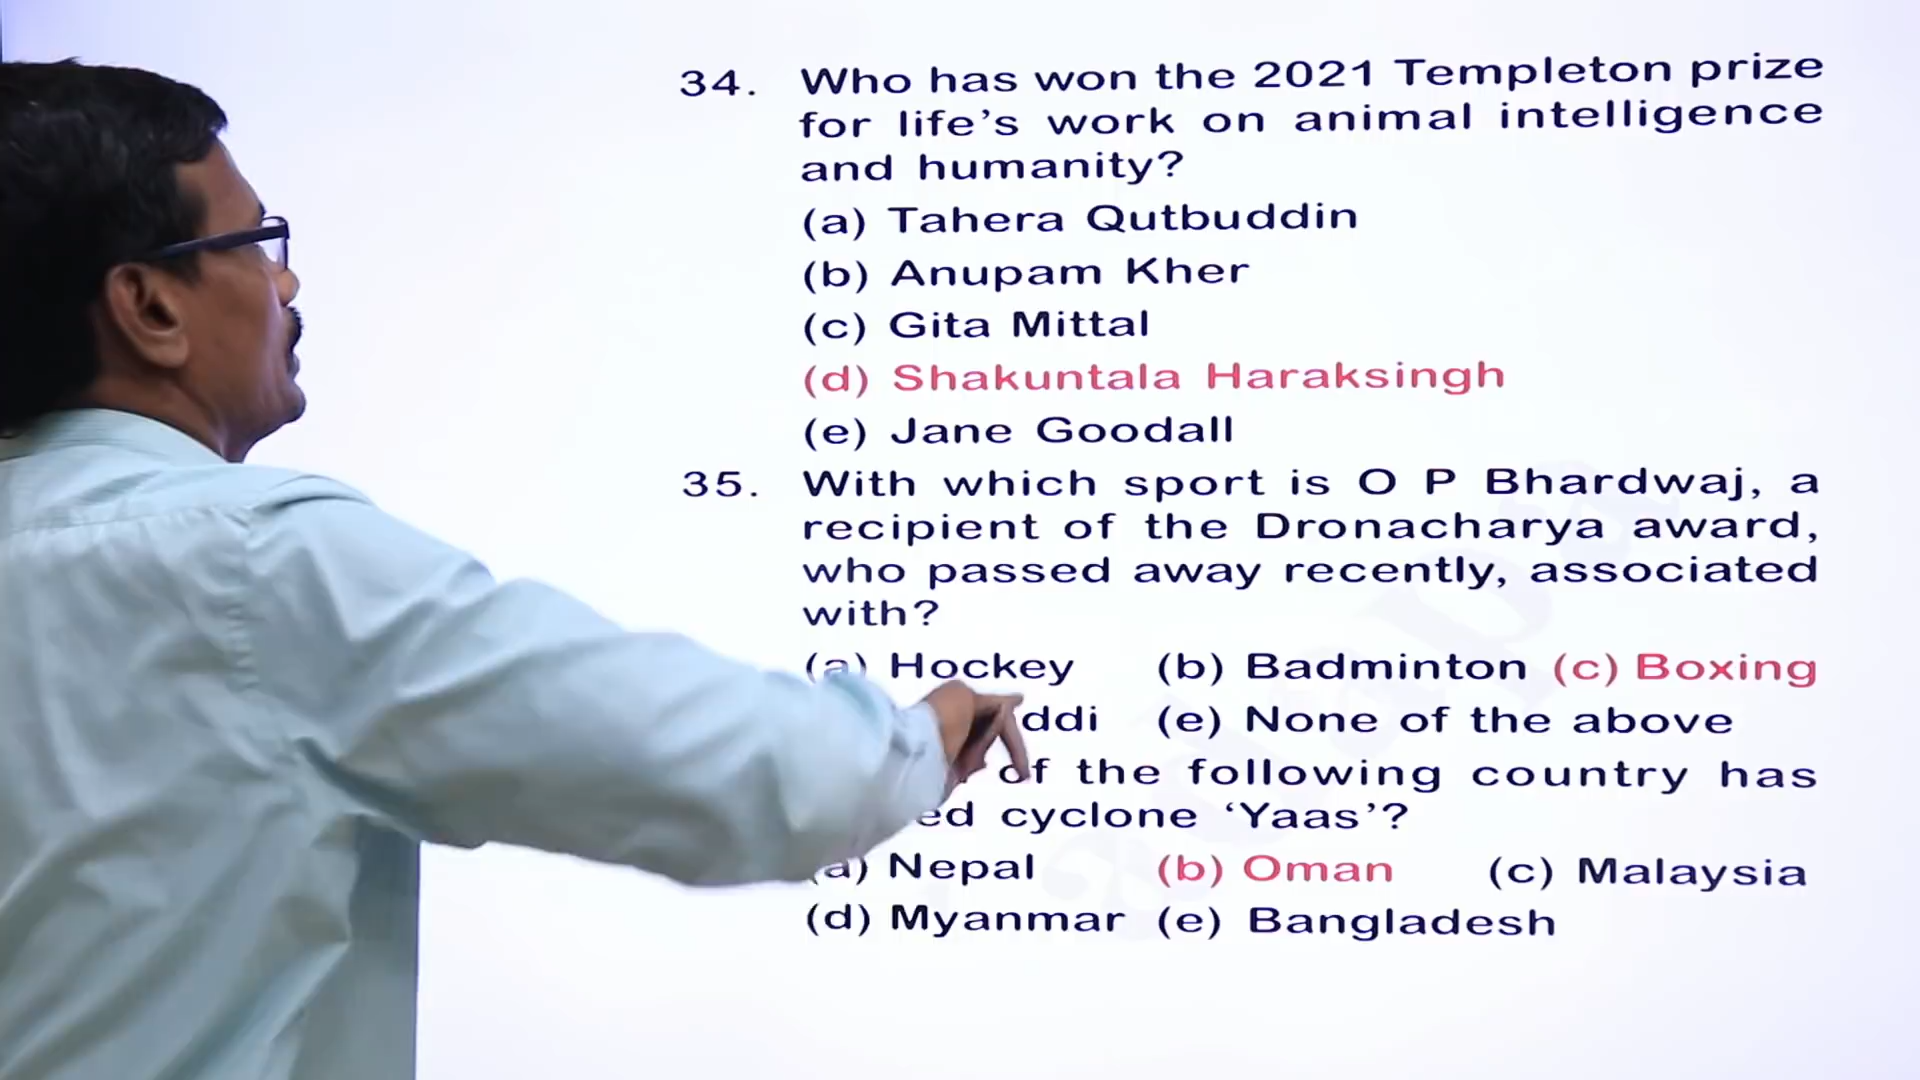 34. Who has won the 2021 Templeton prize
for life's work on animal intelligence
and humanity?
(a) Tahera Qutbuddin
(b) Anupam Kher
(c) Gita Mittal
(d) Shakuntala Haraksingh
(e) Jane Goodall
35. With which sport is O P Bhardwaj, a
recipient of the Dronacharya award,
who passed away recently, associated
with?
(a) Hockey (b) Badminton (c) Boxing
(e) None of the above
of the following country has
cyclone ‘Yaas’?
(a) Nepal (b) Oman (c) Malaysia
(d) Myanmar (e) Bangladesh